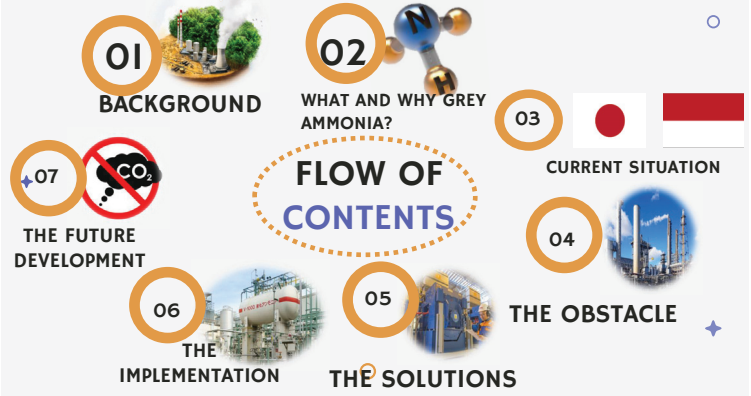 01
BACKGROUND
02
N
H
WHAT AND WHY GREY
AMMONIA?
03
CURRENT SITUATION
07
CO2
THE FUTURE
DEVELOPMENT
FLOW OF
CONTENTS
04
THE OBSTACLE
06
THE
IMPLEMENTATION
05
THE SOLUTIONS